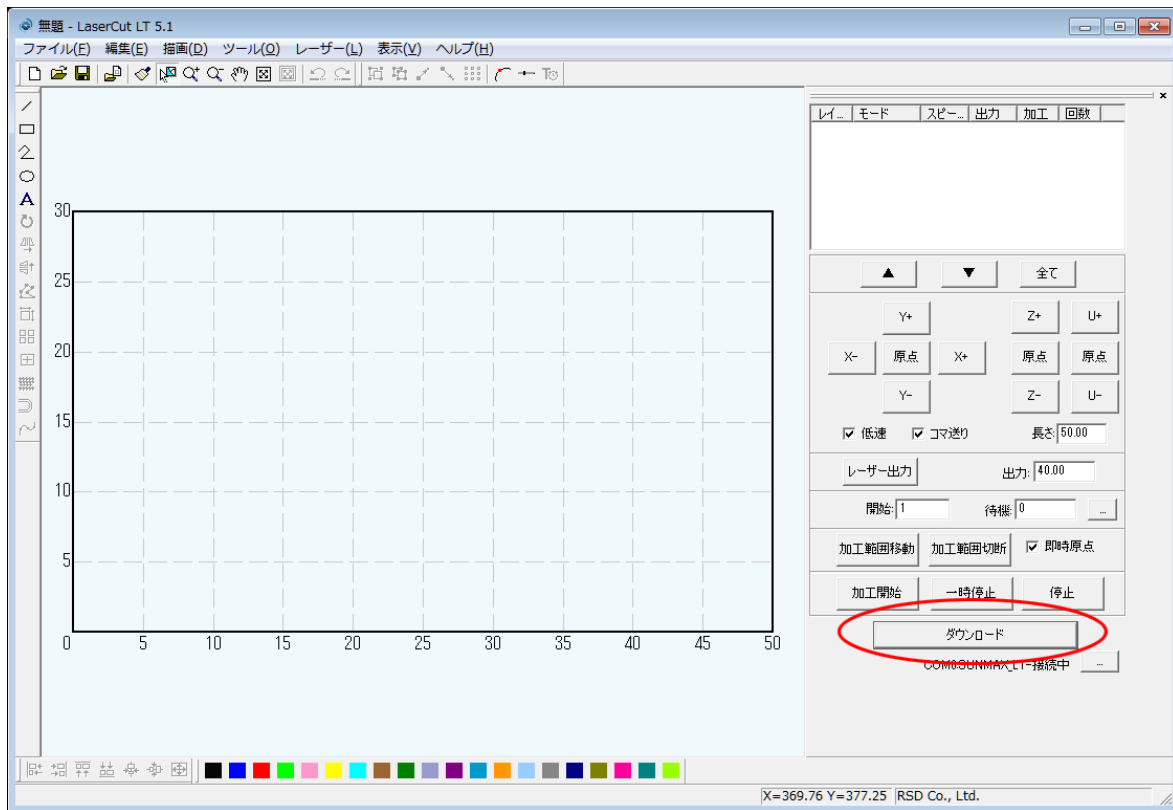 無題 - LaserCut LT 5.1
ファイル(F) 編集(E) 描画(D) ツール(O) レーザー(L) 表示(V) ヘルプ(H)
レイ... モード スピー... 出力 加工 回数
▲ ▼ 全て
Y+ Z+ U+
X- 原点 X+ 原点 原点
Y- Z- U-
低速 コマ送り 長さ: 50.00
レーザー出力 出力: 40.00
開始: 1 待機: 0 ...
加工範囲移動 加工範囲切断 即時原点
加工開始 一時停止 停止
ダウンロード
SUNMAX_LT-接続中 ...
30
25
20
15
10
5
0 5 10 15 20 25 30 35 40 45 50
X=369.76 Y=377.25 RSD Co., Ltd.